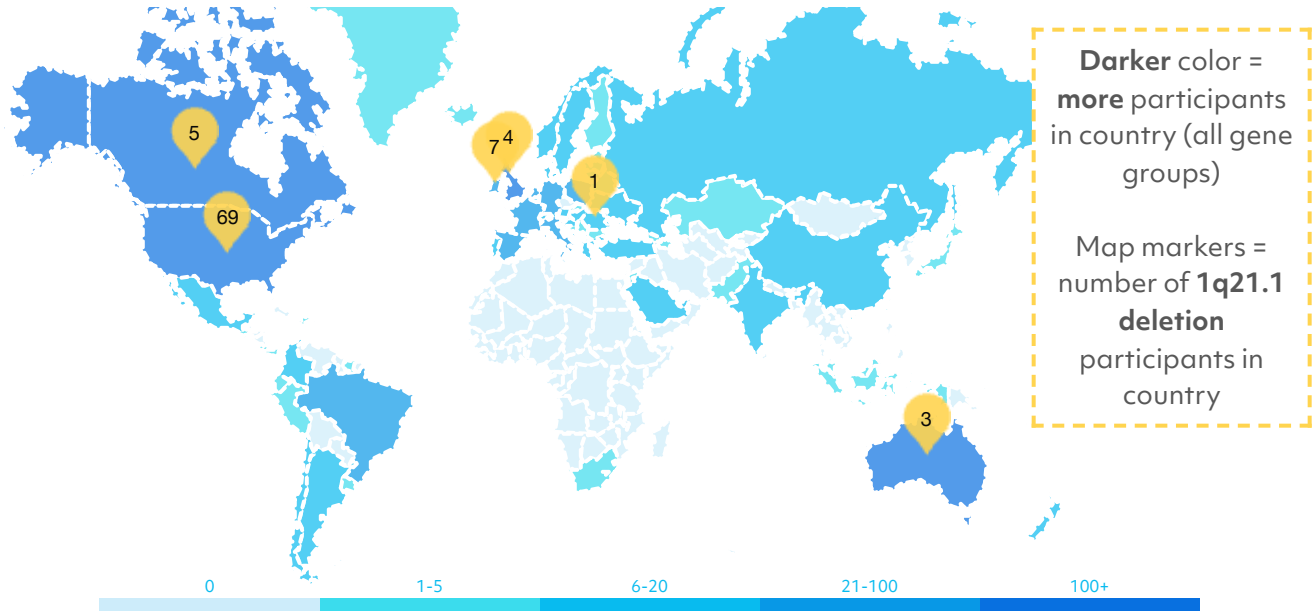 5
69
7
4
1
3
Darker color =
more participants
in country (all gene
groups)
Map markers =
number of 1q21.1
deletion
participants in
country
0 1-5 6-20 21-100 100+